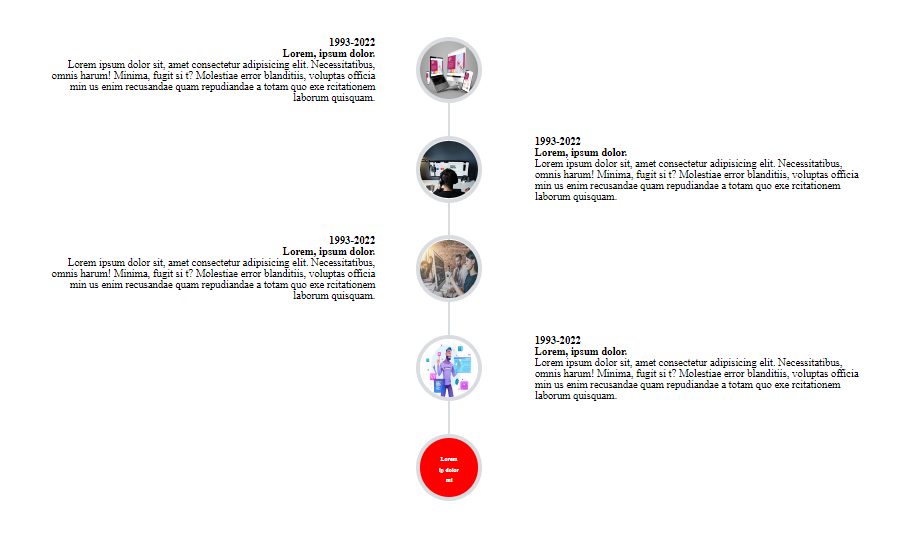 1993-2022
Lorem, ipsum dolor.
Lorem ipsum dolor sit, amet consectetur adipisicing elit. Necessitatibus,
omnis harum! Minima, fugit si t? Molestiae error blanditiis, voluptas officia
min us enim recusandae quam repudiandae a totam quo exe rcitationem
laborum quisquam.
1993-2022
Lorem, ipsum dolor.
Lorem ipsum dolor sit, amet consectetur adipisicing elit. Necessitatibus,
omnis harum! Minima, fugit si t? Molestiae error blanditiis, voluptas officia
min us enim recusandae quam repudiandae a totam quo exe rcitationem
laborum quisquam.
1993-2022
Lorem, ipsum dolor.
Lorem ipsum dolor sit, amet consectetur adipisicing elit. Necessitatibus,
omnis harum! Minima, fugit si t? Molestiae error blanditiis, voluptas officia
min us enim recusandae quam repudiandae a totam quo exe rcitationem
laborum quisquam.
1993-2022
Lorem, ipsum dolor.
Lorem ipsum dolor sit, amet consectetur adipisicing elit. Necessitatibus,
omnis harum! Minima, fugit si t? Molestiae error blanditiis, voluptas officia
min us enim recusandae quam repudiandae a totam quo exe rcitationem
laborum quisquam.
Lorem
ip dolor
mi